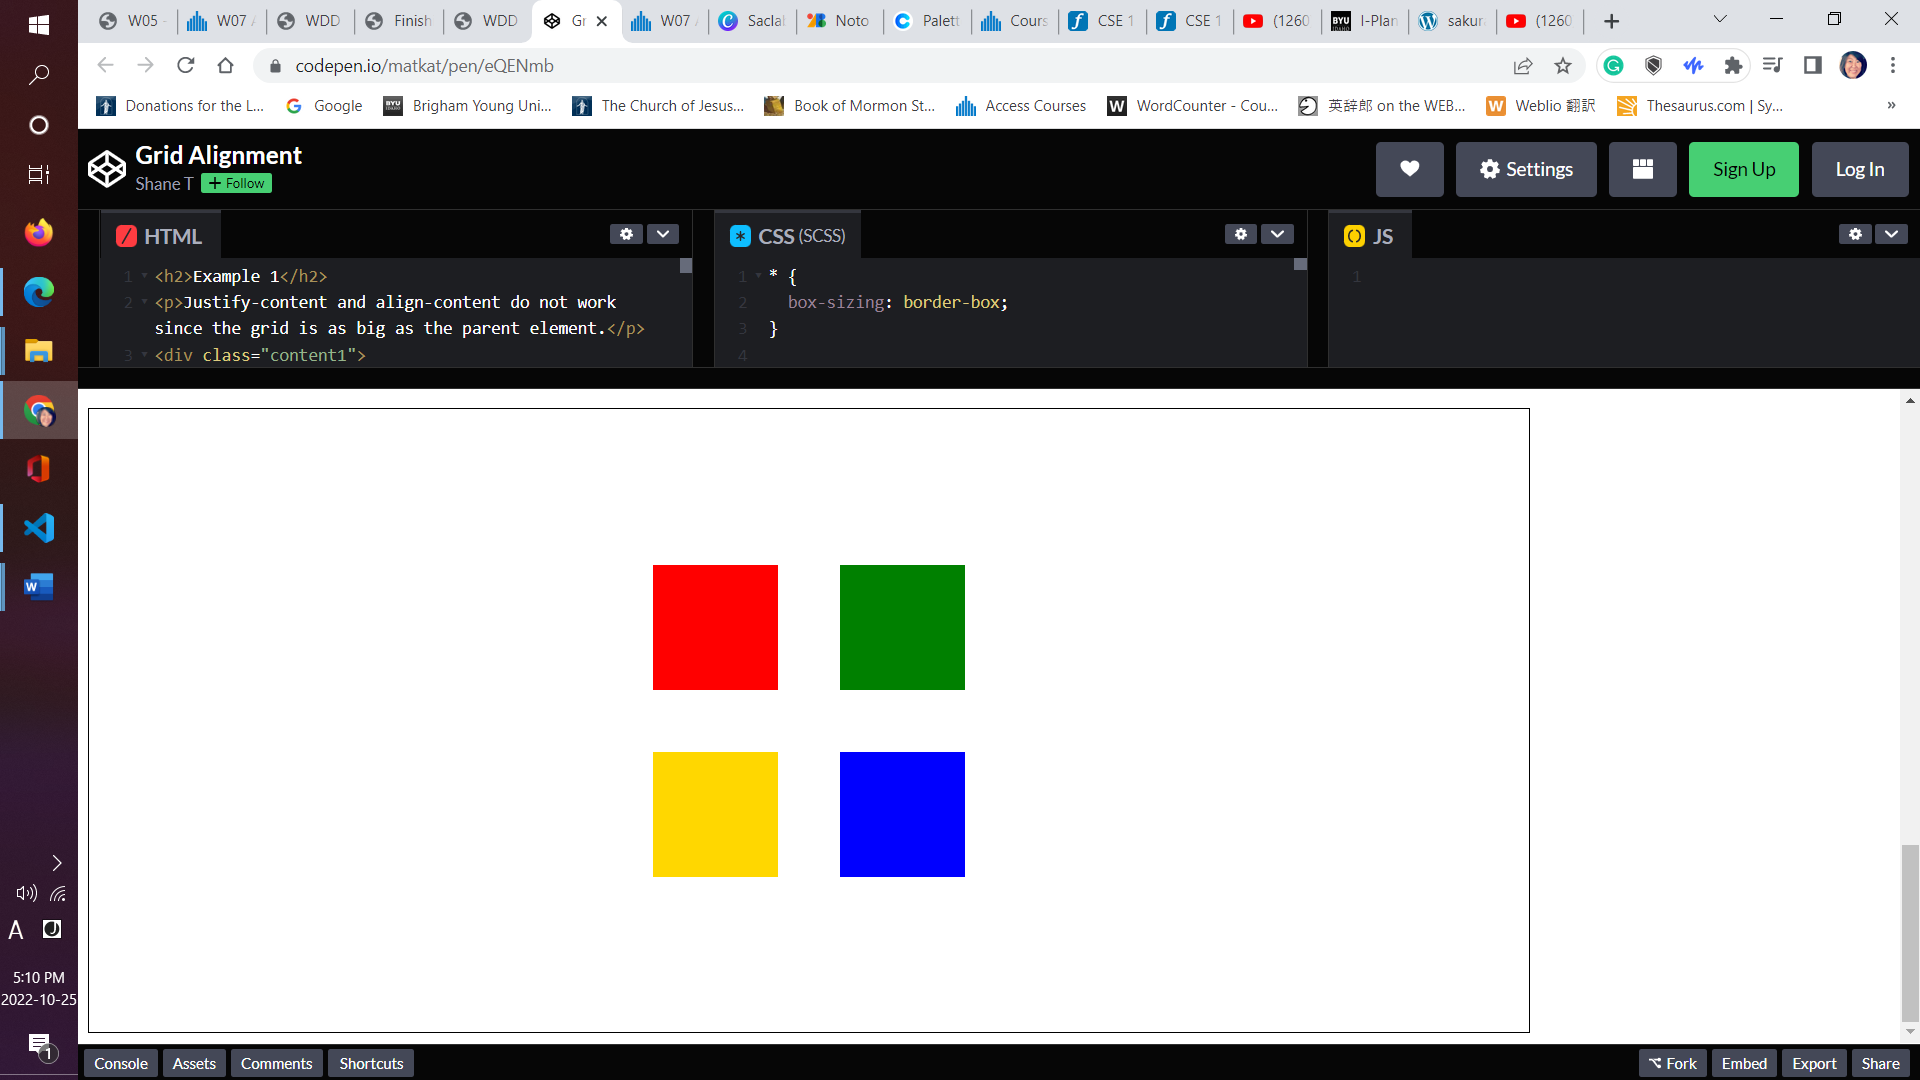 W05 -
W07 A
WDD
Finish
WDD
Gr
W07 A
Sacla
Noto
Palett
Cours
CSE 1
CSE 1
(1260
I-Plan
sakura
(1260
codepen.io/matkat/pen/eQENmb
Donations for the L...
Google
Brigham Young Uni...
The Church of Jesus...
Book of Mormon St...
Access Courses
WordCounter - Cou...
英辞郎 on the WEB...
Weblio 翻訳
Thesaurus.com | Sy...
»
Grid Alignment
Shane T
+ Follow
Settings
Sign Up
Log In
HTML
1 <h2>Example 1</h2>
2 <p>Justify-content and align-content do not work
since the grid is as big as the parent element.</p>
3 <div class="content1">
CSS (SCSS)
1 * {
2 box-sizing: border-box;
3 }
4
JS
1
A
5:10 PM
2022-10-25
1
Console
Assets
Comments
Shortcuts
Fork
Embed
Export
Share